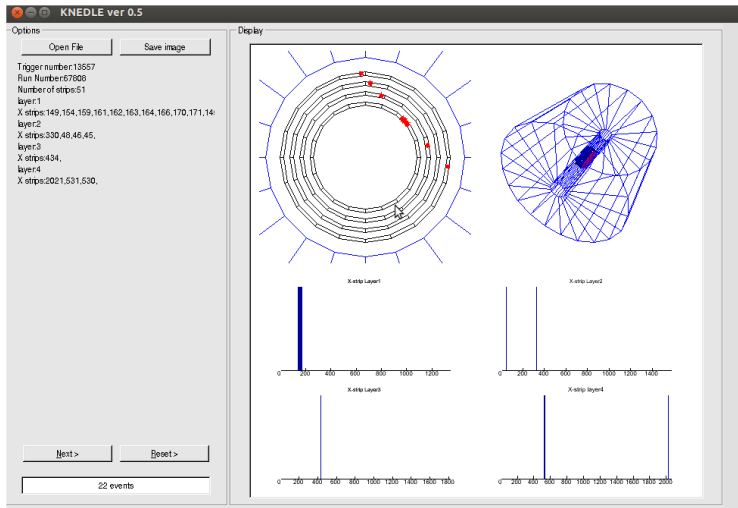 KNEDLE ver 0.5
Options
Display
Open File
Save image
Trigger number:13557
Run Number:67808
Number of strips:51
layer:1
X strips:149,154,159,161,162,163,164,166,170,171,14
layer:2
X strips:330,48,46,45,
layer:3
X strips:434,
layer:4
X strips:2021,531,530,
X-strip Layer1
X-strip Layer2
0 200 400 600 800 1000 1200
0 200 400 600 800 1000 1200 1400
X-strip Layer3
X-strip layer4
0 200 400 600 800 1000 1200 1400 1600 1800
0 200 400 600 800 1000 1200 1400 1600 1800 2000
Next >
Reset >
22 events